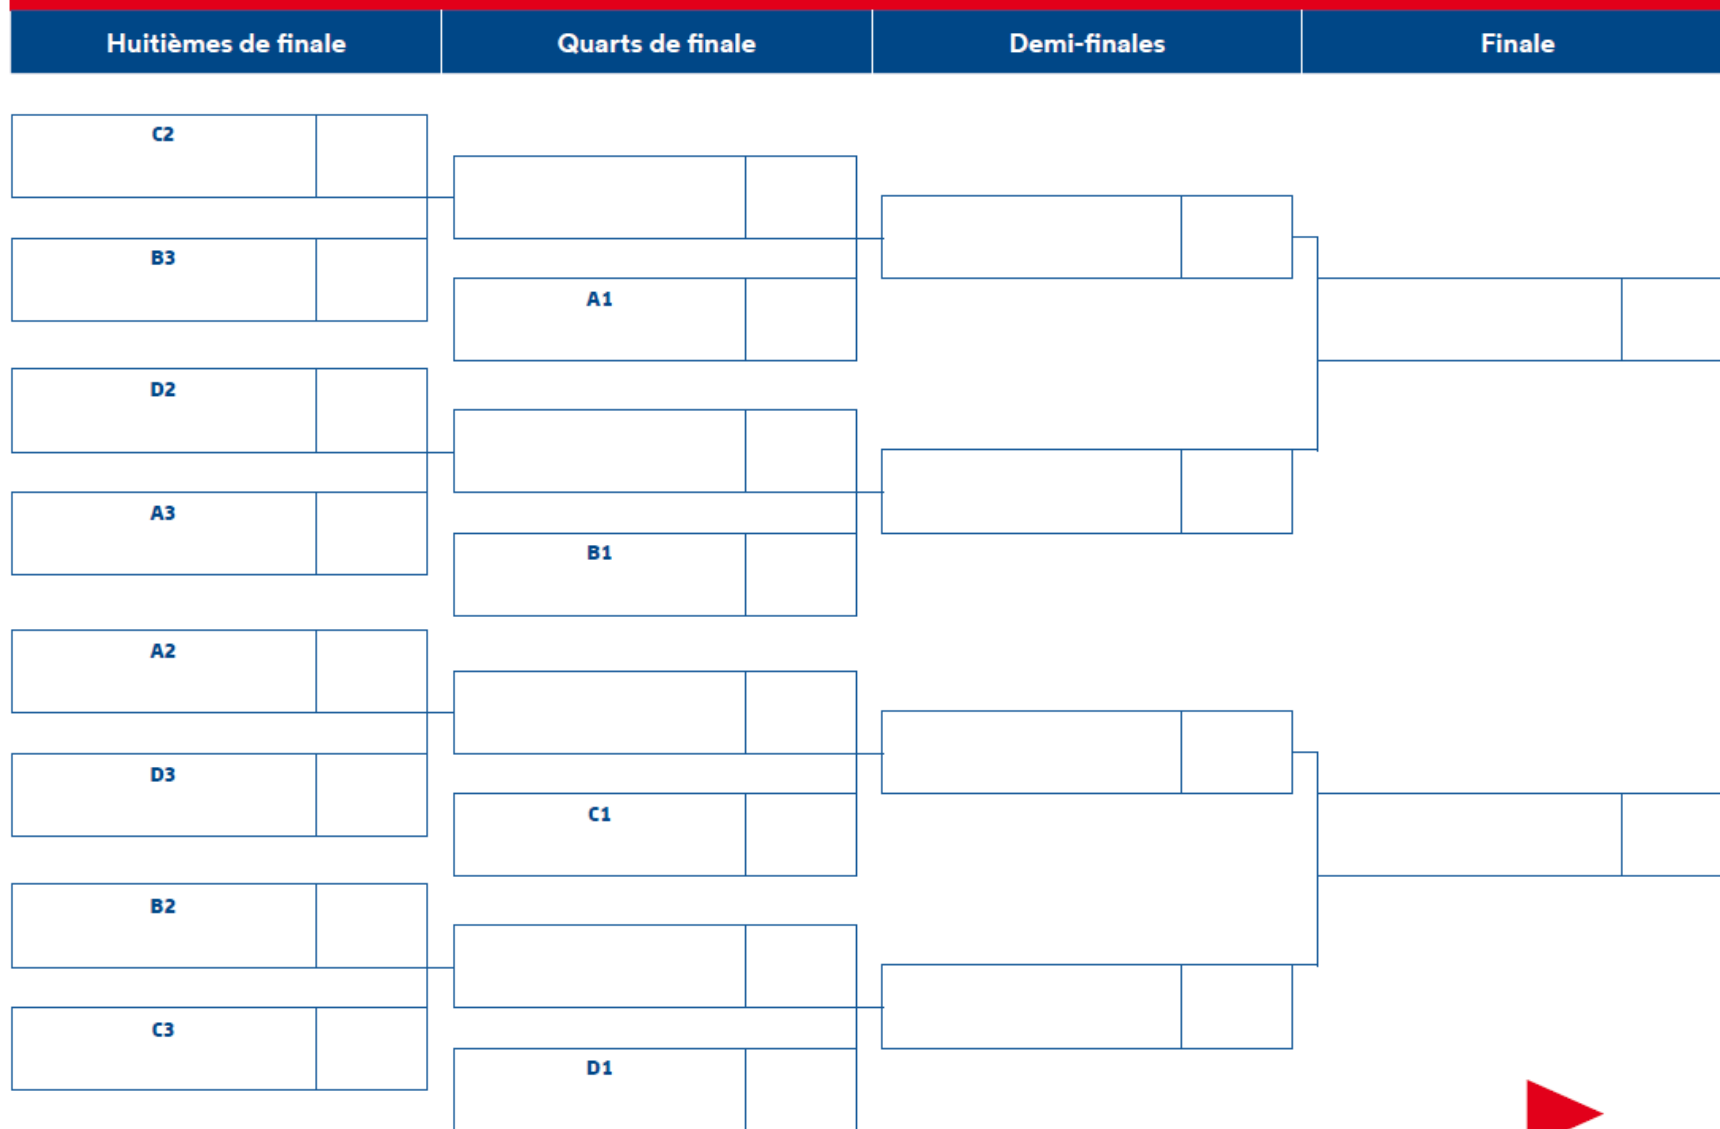 Huitièmes de finale
Quarts de finale
Demi-finales
Finale
C2
B3
A1
D2
A3
B1
A2
D3
C1
B2
C3
D1